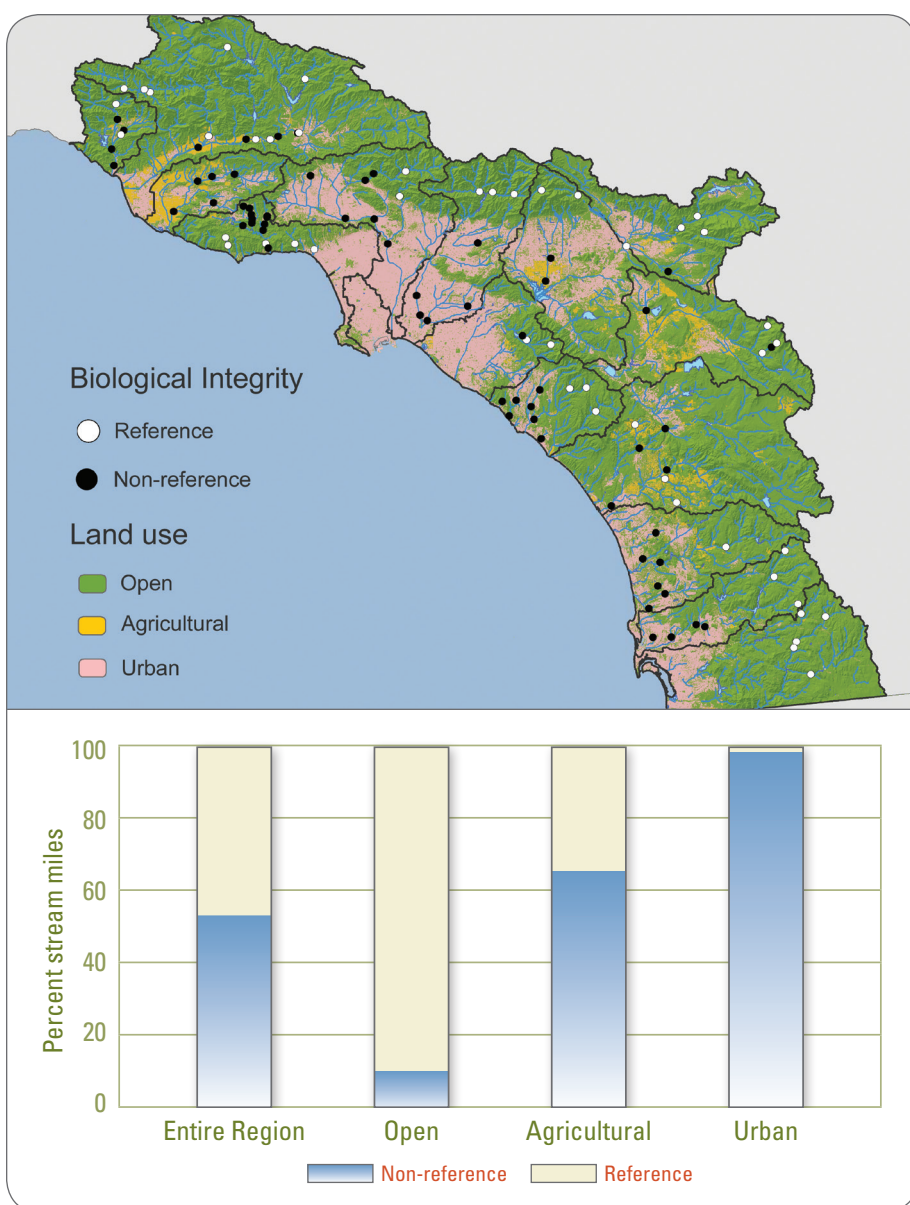 Biological Integrity
Reference
Non-reference
Land use
Open
Agricultural
Urban
Percent stream miles
100
80
60
40
20
0
Entire Region
Open
Agricultural
Urban
Non-reference
Reference